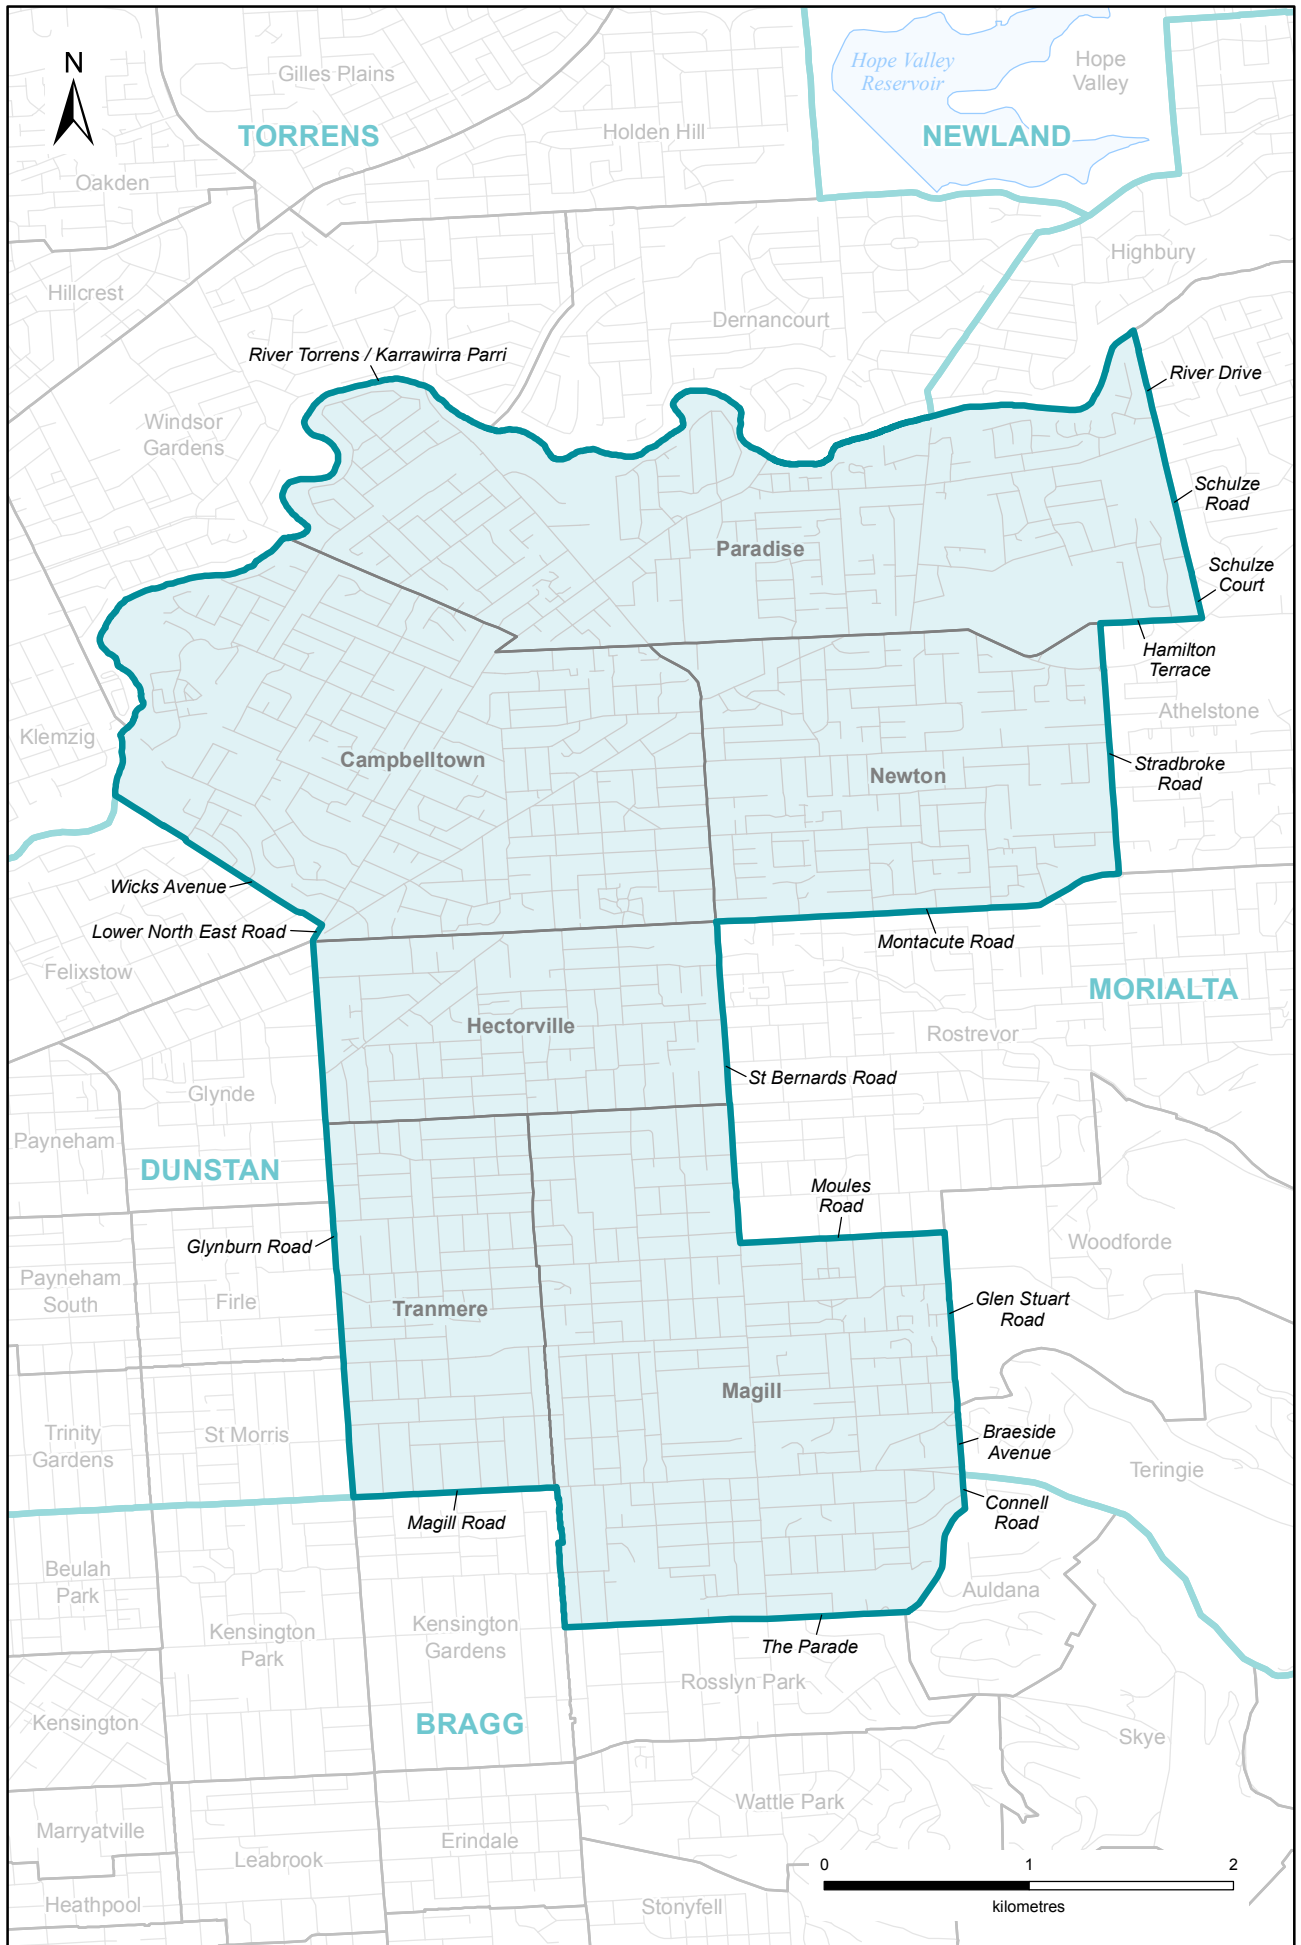 N
Gilles Plains
Hope Valley
Reservoir
Hope
Valley
TORRENS
Holden Hill
NEWLAND
Oakden
Highbury
Hillcrest
Dernancourt
River Torrens / Karrawirra Parri
River Drive
Windsor
Gardens
Schulze
Road
Paradise
Schulze
Court
Hamilton
Terrace
Athelstone
Klemzig
Campbelltown
Newton
Stradbroke
Road
Wicks Avenue
Lower North East Road
Montacute Road
Felixstow
MORIALTA
Hectorville
Rostrevor
St Bernards Road
Glynde
Payneham
DUNSTAN
Moules
Road
Glynburn Road
Woodforde
Payneham
South
Firle
Tranmere
Glen Stuart
Road
Magill
Trinity
Gardens
St Morris
Braeside
Avenue
Teringie
Connell
Road
Magill Road
Beulah
Park
Auldana
Kensington
Park
Kensington
Gardens
The Parade
Rosslyn Park
Kensington
BRAGG
Skye
Wattle Park
Marryatville
Erindale
Leabrook
0 1 2
kilometres
Heathpool
Stonyfell